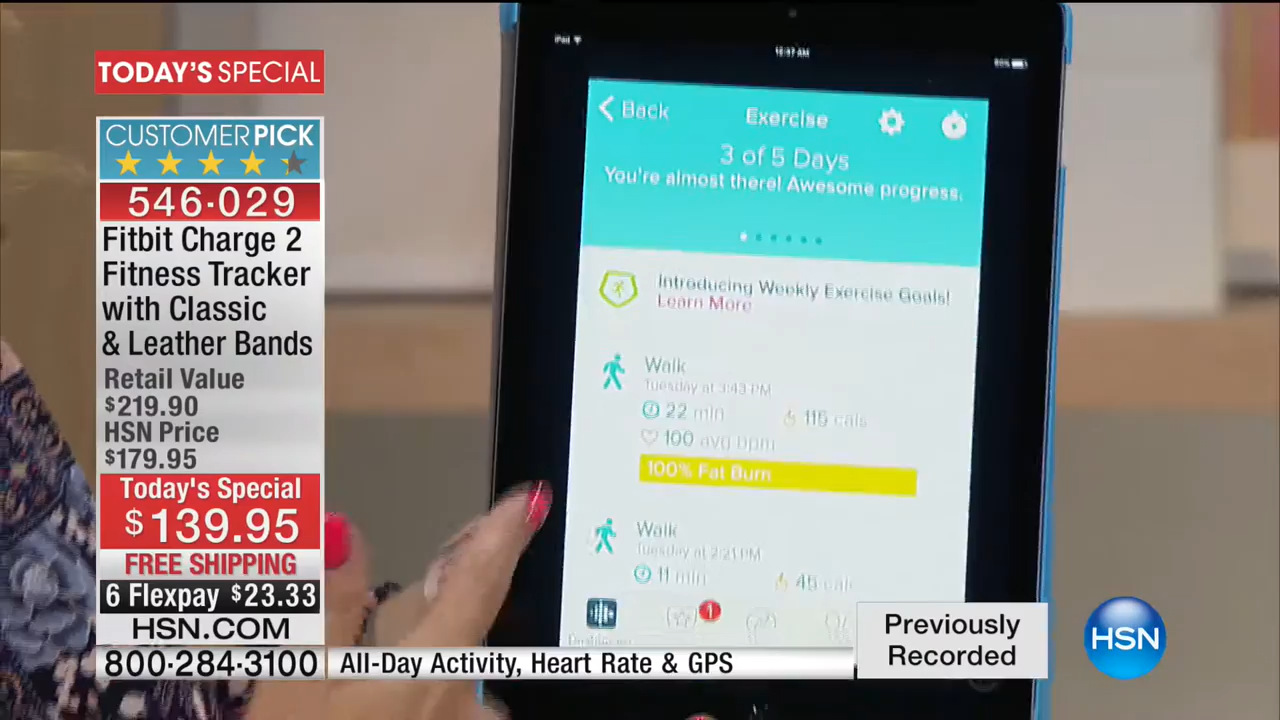 TODAY'S SPECIAL
CUSTOMER PICK
546-029
Fitbit Charge 2
Fitness Tracker
with Classic
& Leather Bands
Retail Value
$219.90
HSN Price
$179.95
Today's Special
$139.95
FREE SHIPPING
6 Flexpay $23.33
HSN.COM
800-284-3100
All-Day Activity, Heart Rate & GPS
Previously
Recorded
HSN
iPad
12:37 AM
Back
Exercise
3 of 5 Days
You're almost there! Awesome progress.
Introducing Weekly Exercise Goals!
Learn More
Walk
Tuesday at 3:43 PM
22 min
115 cals
100 avg bpm
100% Fat Burn
Walk
Tuesday at 2:21 PM
11 min
45 cals
1